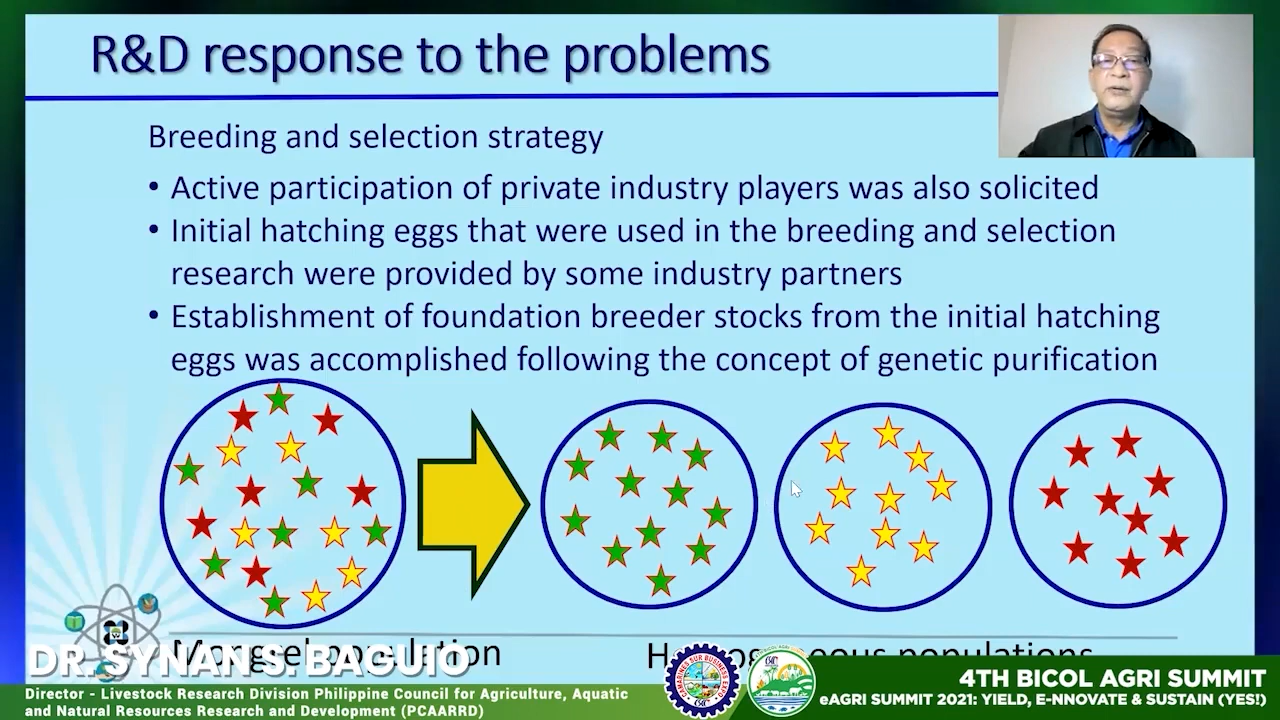 R&D response to the problems
Breeding and selection strategy
• Active participation of private industry players was also solicited
• Initial hatching eggs that were used in the breeding and selection
research were provided by some industry partners
• Establishment of foundation breeder stocks from the initial hatching
eggs was accomplished following the concept of genetic purification
Mongrel population
populations
DR. SYNAN S. BAGUIO
Director - Livestock Research Division Philippine Council for Agriculture, Aquatic
and Natural Resources Research and Development (PCAARRD)
4TH BICOL AGRI SUMMIT
eAGRI SUMMIT 2021: YIELD, E-NNOVATE & SUSTAIN (YES!)